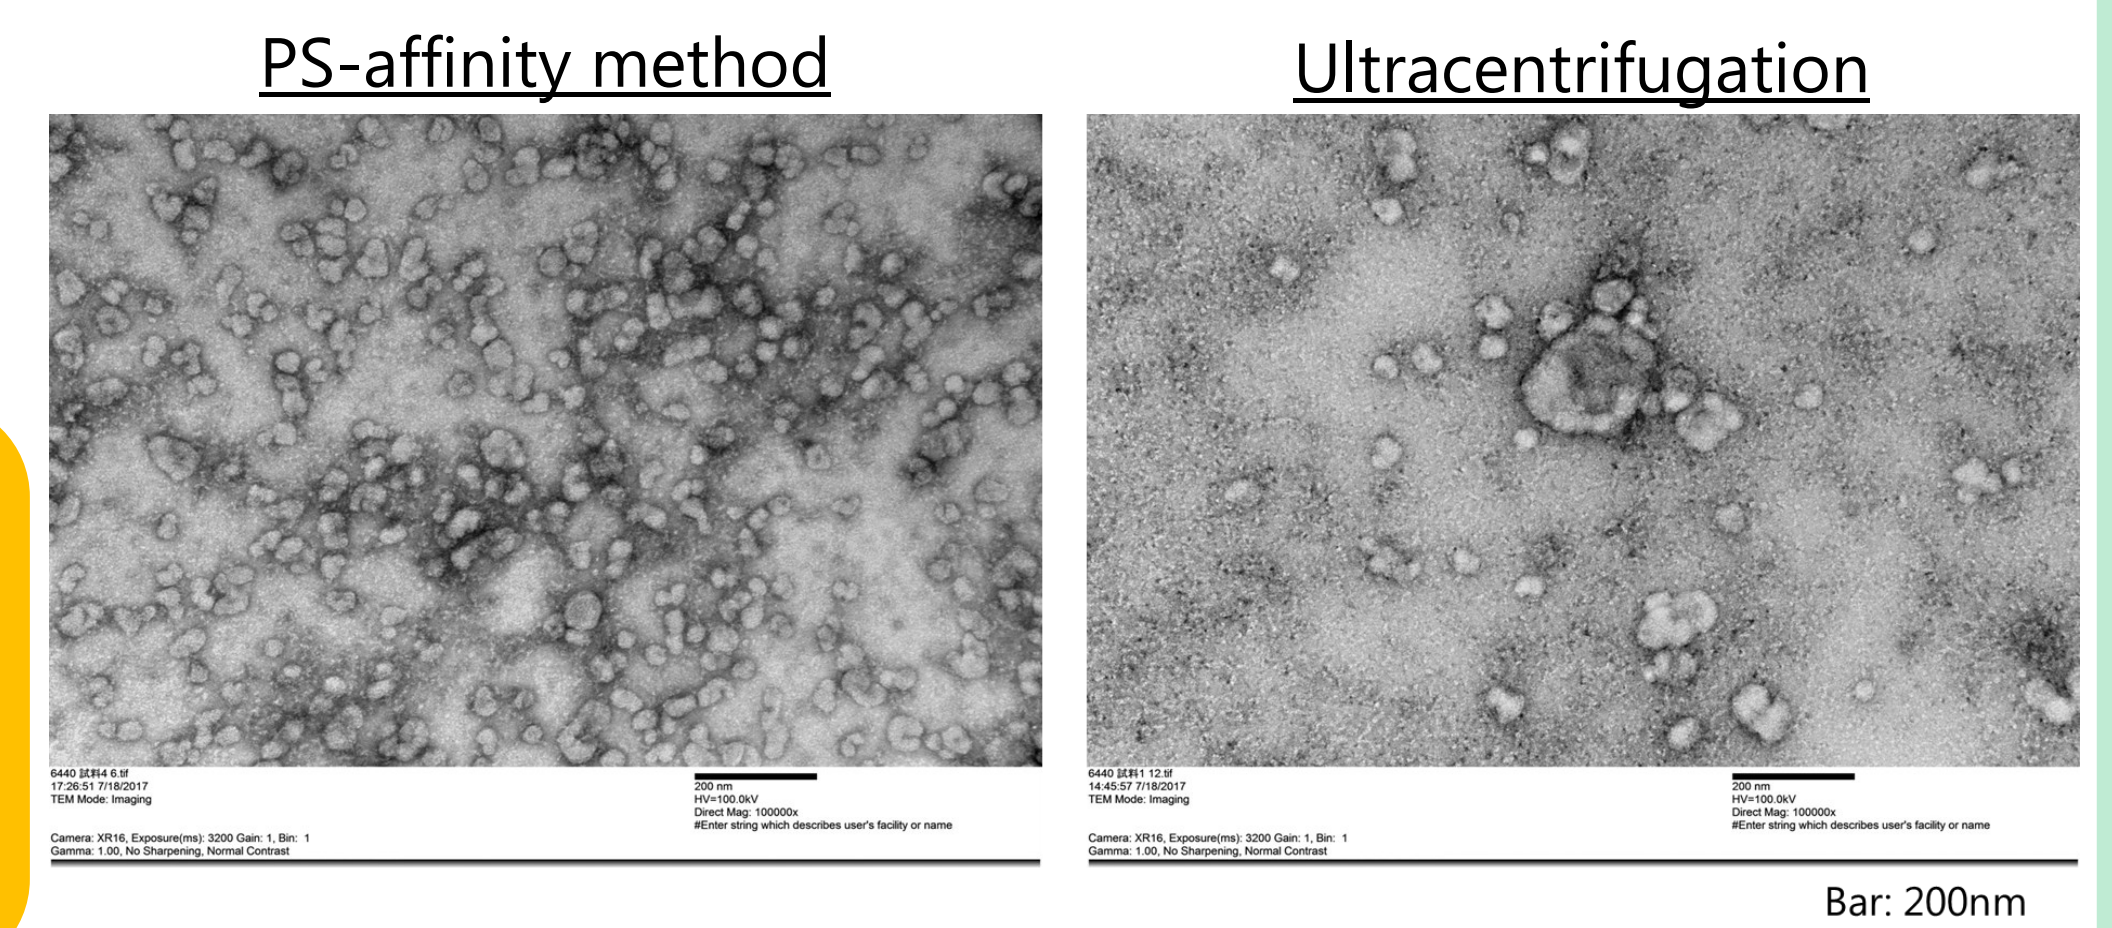 PS-affinity method
Ultracentrifugation
6440 試料4 6.tif
17:26:51 7/18/2017
TEM Mode: Imaging
200 nm
HV=100.0kV
Direct Mag: 100000x
#Enter string which describes user's facility or name
Camera: XR16, Exposure(ms): 3200 Gain: 1, Bin: 1
Gamma: 1.00, No Sharpening, Normal Contrast
6440 試料1 12.tif
14:45:57 7/18/2017
TEM Mode: Imaging
200 nm
HV=100.0kV
Direct Mag: 100000x
#Enter string which describes user's facility or name
Camera: XR16, Exposure(ms): 3200 Gain: 1, Bin: 1
Gamma: 1.00, No Sharpening, Normal Contrast
Bar: 200nm